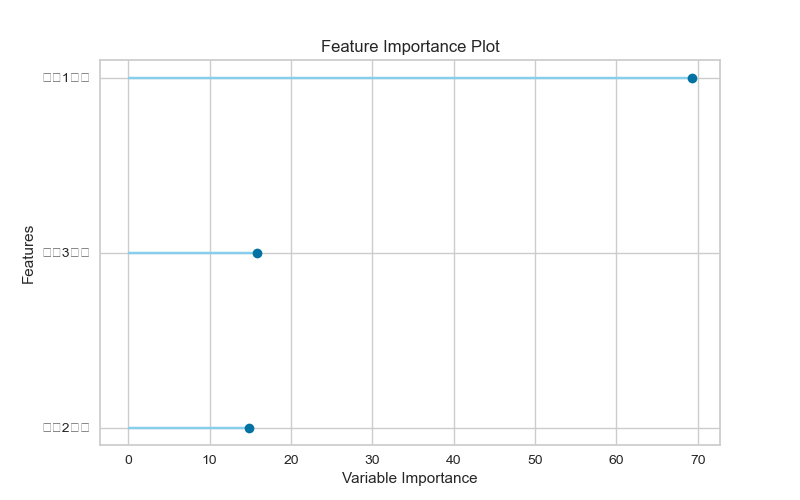 Feature Importance Plot
□□1□□
□□3□□
□□2□□
Features
0 10 20 30 40 50 60 70
Variable Importance